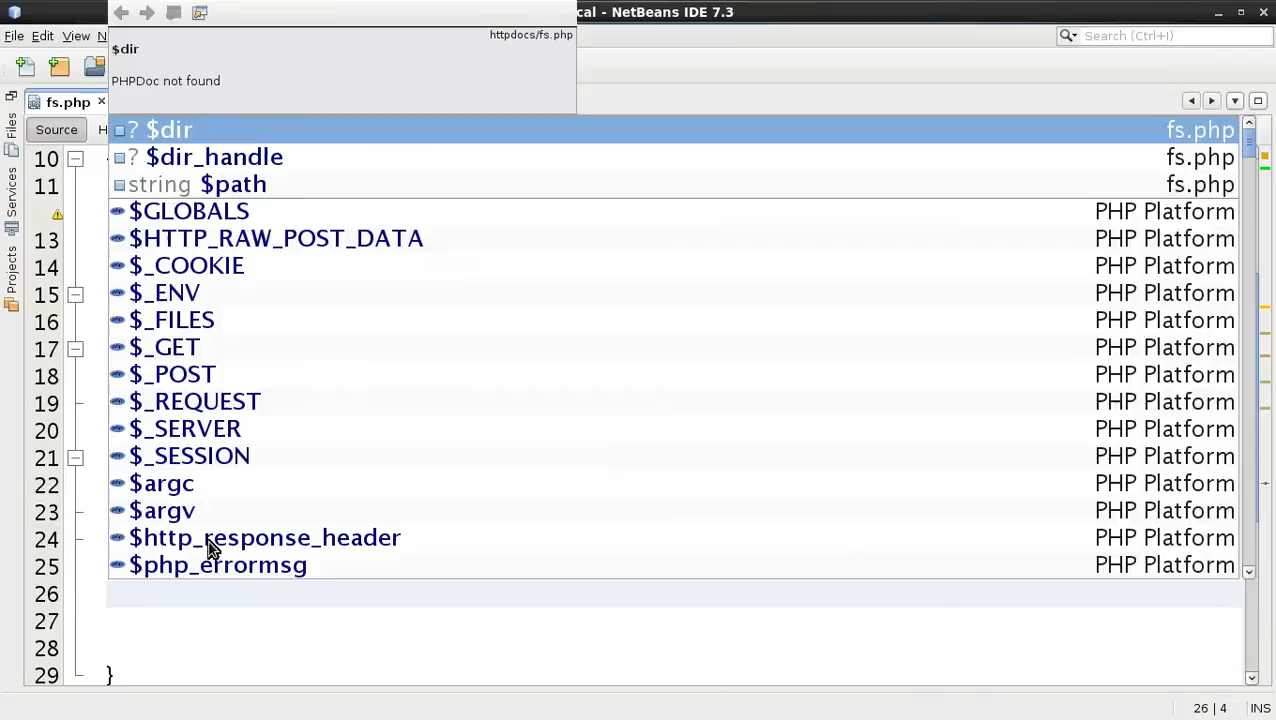 cal - NetBeans IDE 7.3
File Edit View N
Search (Ctrl+I)
httpdocs/fs.php
$dir
PHPDoc not found
fs.php
Source H
Files
Services
Projects
? $dir fs.php
? $dir_handle fs.php
string $path fs.php
$GLOBALS PHP Platform
$HTTP_RAW_POST_DATA PHP Platform
$_COOKIE PHP Platform
$_ENV PHP Platform
$_FILES PHP Platform
$_GET PHP Platform
$_POST PHP Platform
$_REQUEST PHP Platform
$_SERVER PHP Platform
$_SESSION PHP Platform
$argc PHP Platform
$argv PHP Platform
$http_response_header PHP Platform
$php_errormsg PHP Platform
10
11
13
14
15
16
17
18
19
20
21
22
23
24
25
26
27
28
29 }
26 | 4 INS